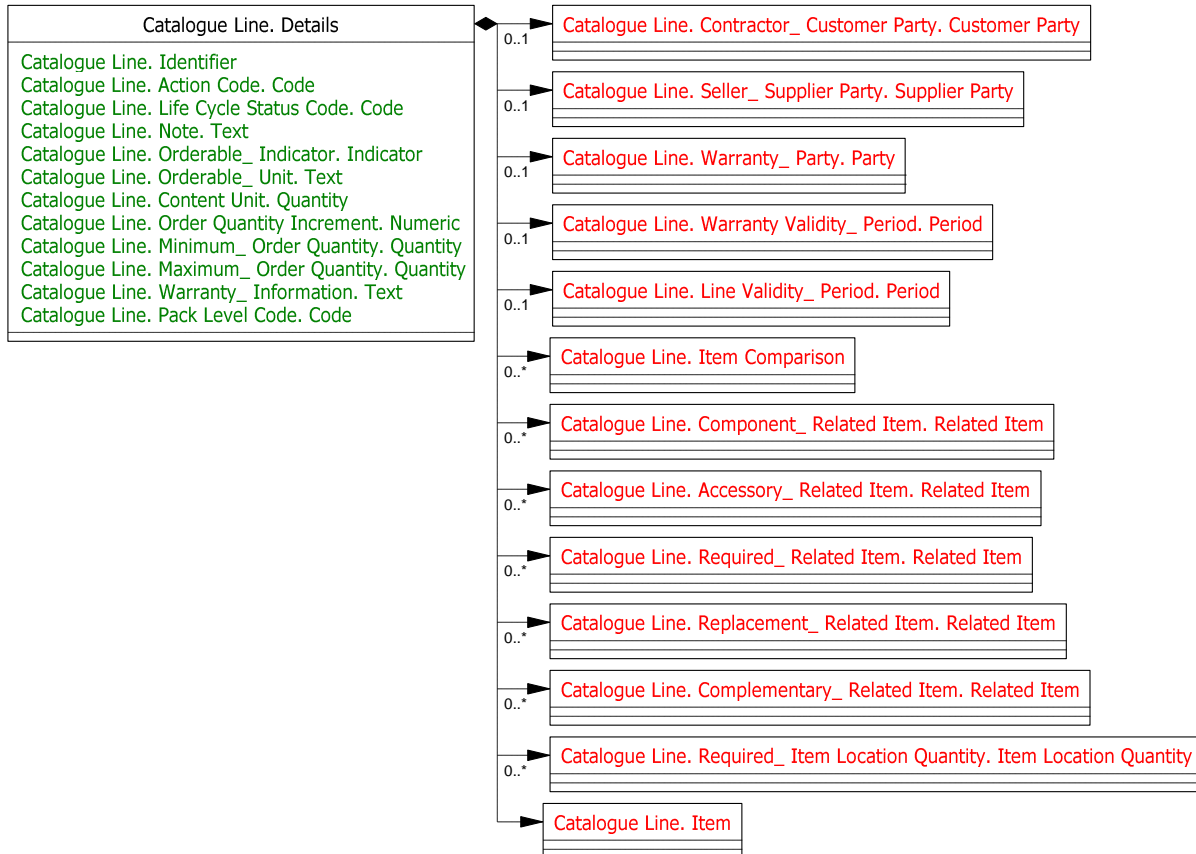 Catalogue Line. Details
Catalogue Line. Identifier
Catalogue Line. Action Code. Code
Catalogue Line. Life Cycle Status Code. Code
Catalogue Line. Note. Text
Catalogue Line. Orderable_ Indicator. Indicator
Catalogue Line. Orderable_ Unit. Text
Catalogue Line. Content Unit. Quantity
Catalogue Line. Order Quantity Increment. Numeric
Catalogue Line. Minimum_ Order Quantity. Quantity
Catalogue Line. Maximum_ Order Quantity. Quantity
Catalogue Line. Warranty_ Information. Text
Catalogue Line. Pack Level Code. Code
Catalogue Line. Contractor_ Customer Party. Customer Party
0..1
Catalogue Line. Seller_ Supplier Party. Supplier Party
0..1
Catalogue Line. Warranty_ Party. Party
0..1
Catalogue Line. Warranty Validity_ Period. Period
0..1
Catalogue Line. Line Validity_ Period. Period
0..1
Catalogue Line. Item Comparison
0..*
Catalogue Line. Component_ Related Item. Related Item
0..*
Catalogue Line. Accessory_ Related Item. Related Item
0..*
Catalogue Line. Required_ Related Item. Related Item
0..*
Catalogue Line. Replacement_ Related Item. Related Item
0..*
Catalogue Line. Complementary_ Related Item. Related Item
0..*
Catalogue Line. Required_ Item Location Quantity. Item Location Quantity
0..*
Catalogue Line. Item